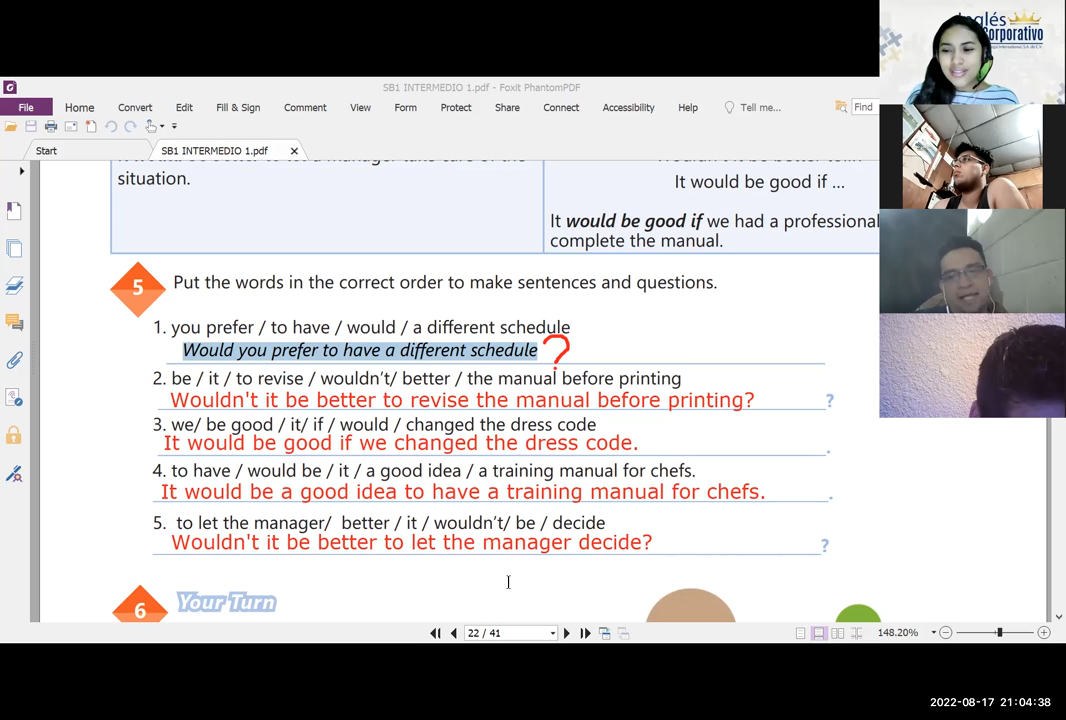 Inglés
Corporativo
SB1 INTERMEDIO 1.pdf - Foxit PhantomPDF
File Home Convert Edit Fill & Sign Comment View Form Protect Share Connect Accessibility Help Tell me... Find
Start SB1 INTERMEDIO 1.pdf
situation.
It would be good if ...
It would be good if we had a professional
complete the manual.
5 Put the words in the correct order to make sentences and questions.
1. you prefer / to have / would / a different schedule
Would you prefer to have a different schedule ?
2. be / it / to revise / wouldn't/ better / the manual before printing
Wouldn't it be better to revise the manual before printing? ?
3. we/ be good / it/ if / would / changed the dress code
It would be good if we changed the dress code. .
4. to have / would be / it / a good idea / a training manual for chefs.
It would be a good idea to have a training manual for chefs. .
5. to let the manager/ better / it / wouldn't/ be / decide
Wouldn't it be better to let the manager decide? ?
6 Your Turn
22 / 41 148.20%
2022-08-17 21:04:38